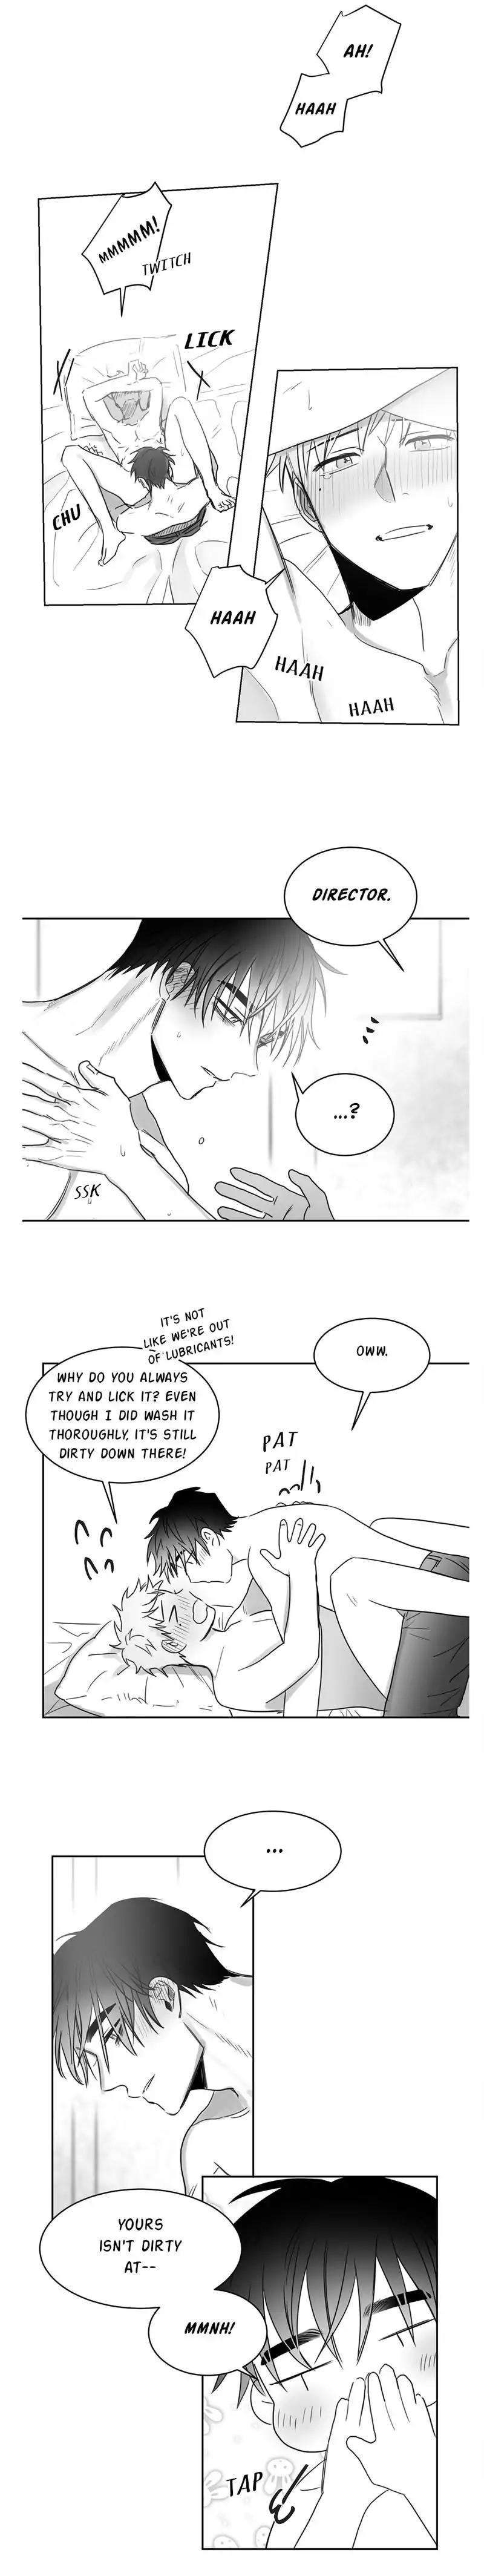 AH!
HAAH
MMMMM!
TWITCH
LICK
CHU
HAAH
HAAH
HAAH
DIRECTOR.
...?
SSK
IT'S NOT
LIKE WE'RE OUT
OF LUBRICANTS!
OWW.
WHY DO YOU ALWAYS
TRY AND LICK IT? EVEN
THOUGH I DID WASH IT
THOROUGHLY, IT'S STILL
DIRTY DOWN THERE!
PAT
PAT
...
YOURS
ISN'T DIRTY
AT--
MMNH!
TAP